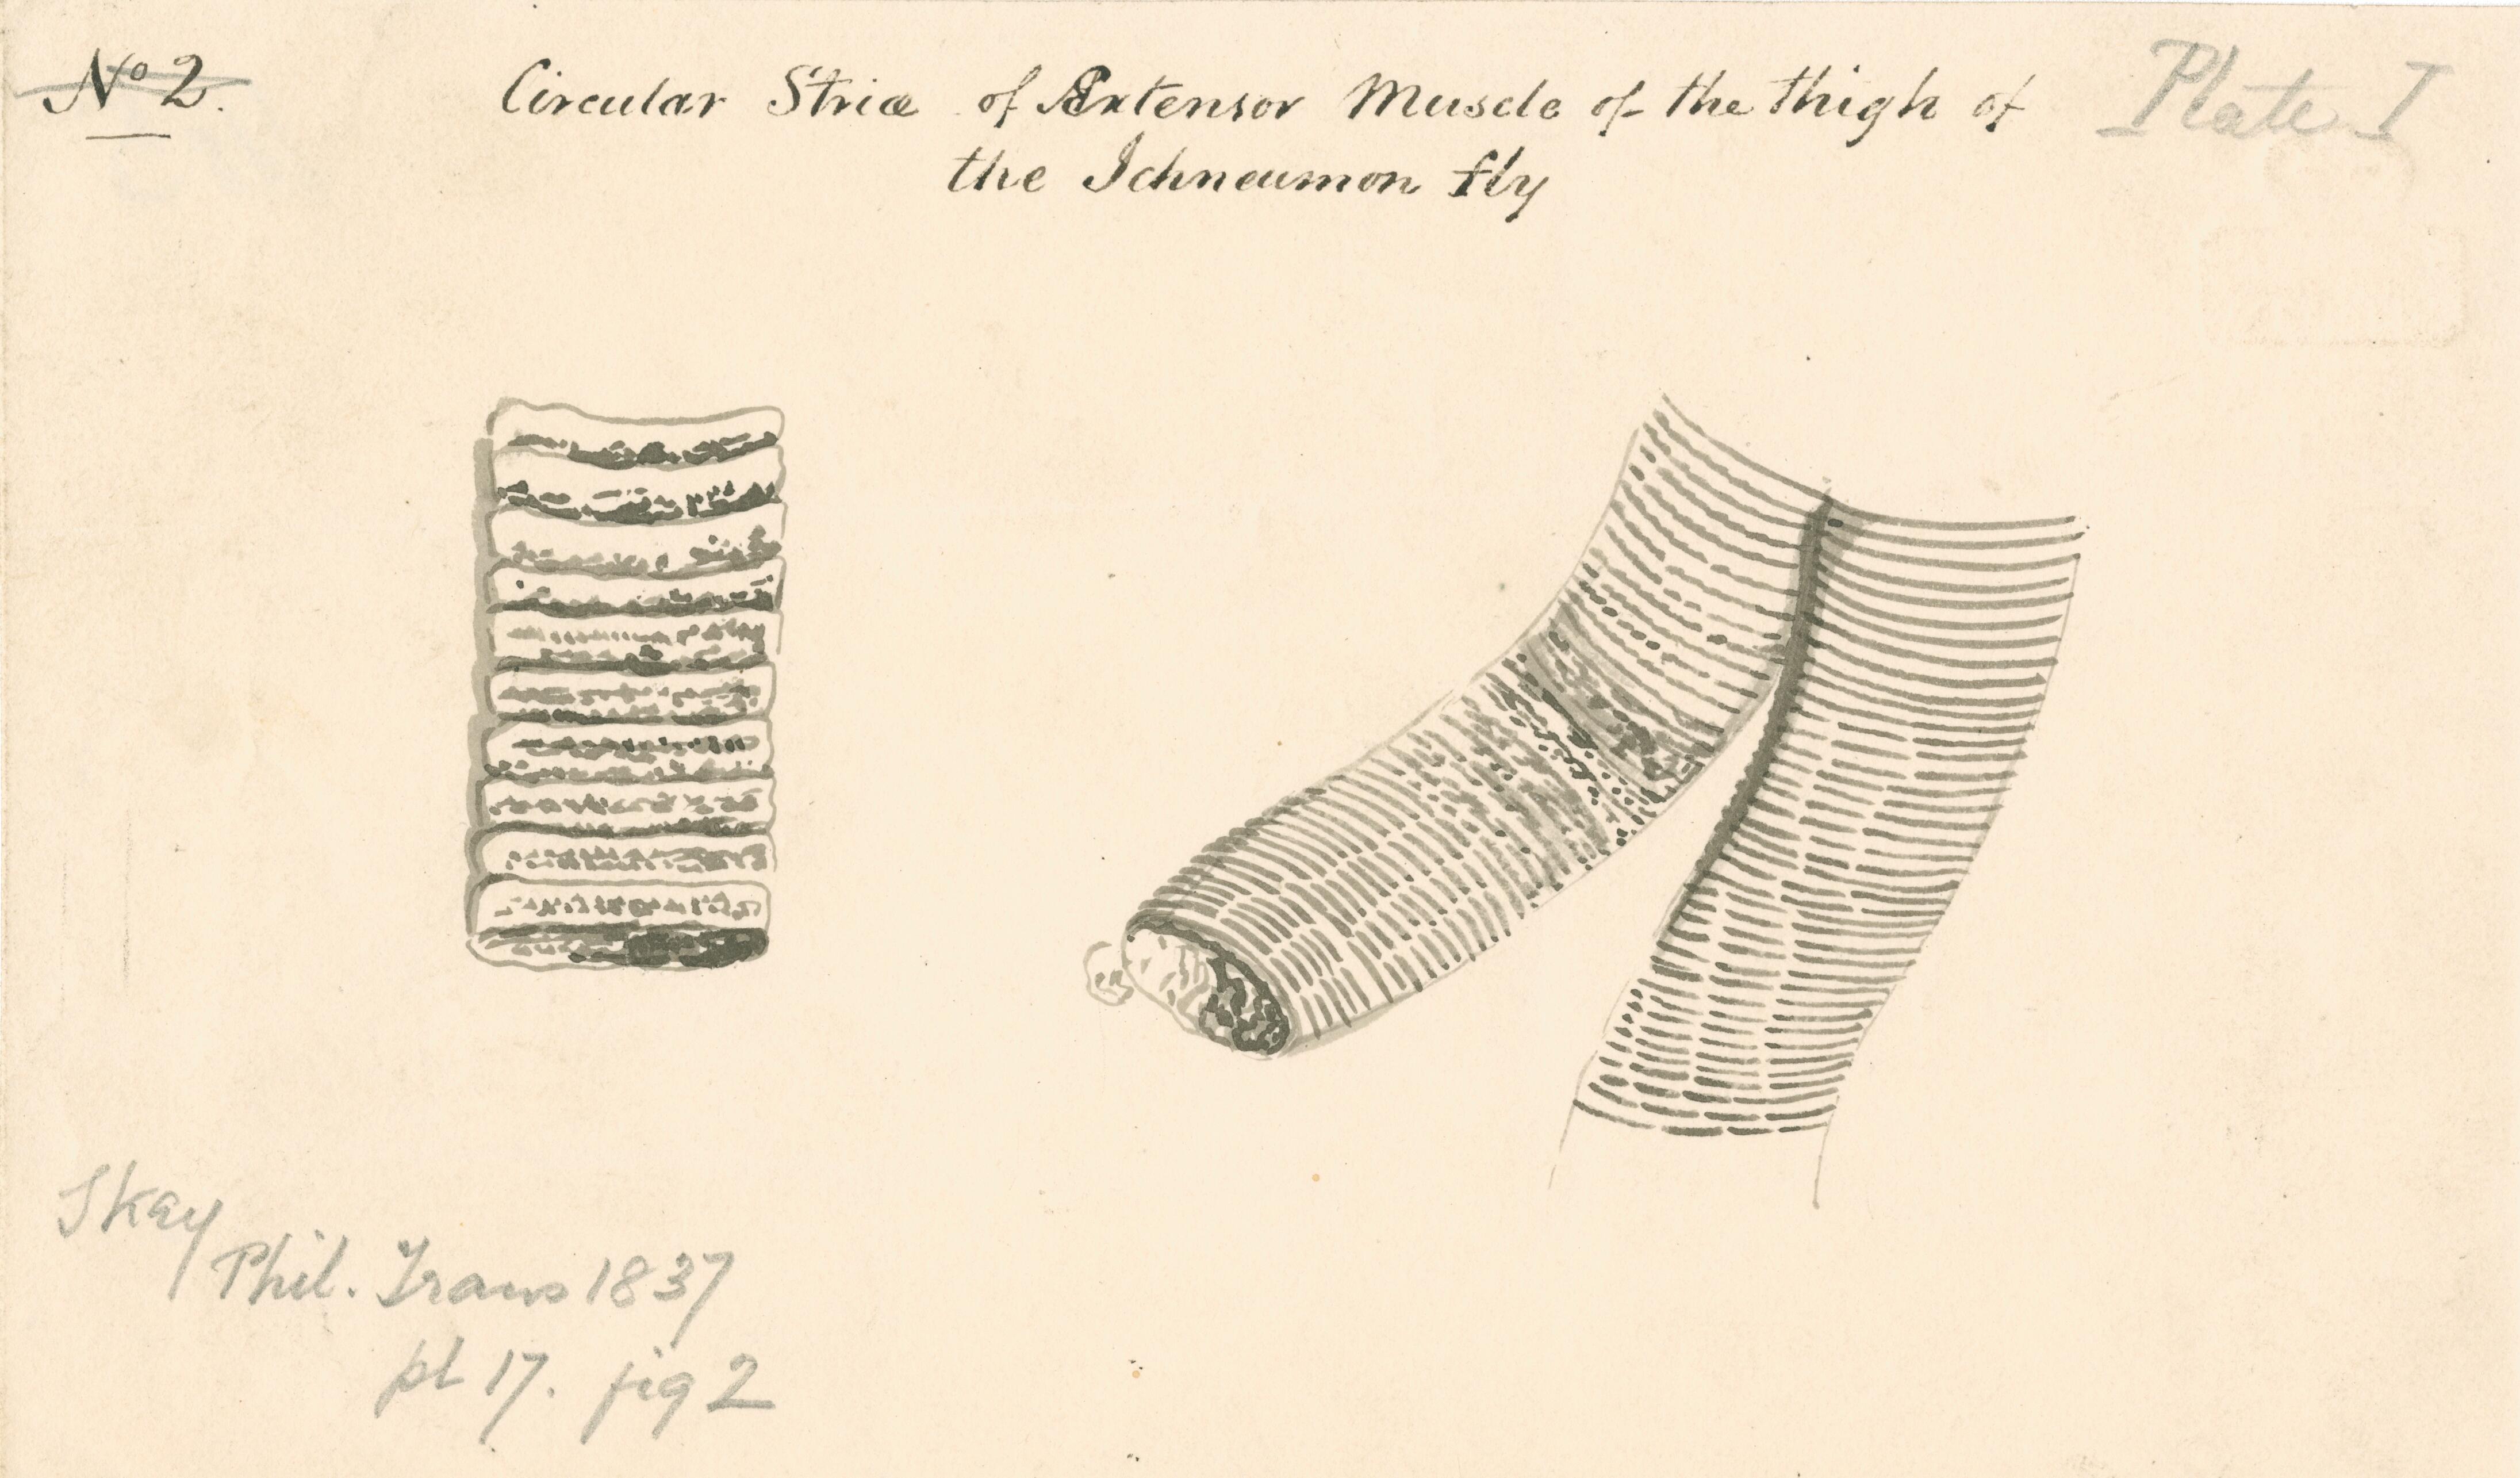 No 2.
Circular Striæ of Extensor Muscle of the thigh of
the Ichneumon fly
Plate I
Skey
Phil. Trans 1837
pl 17. fig 2